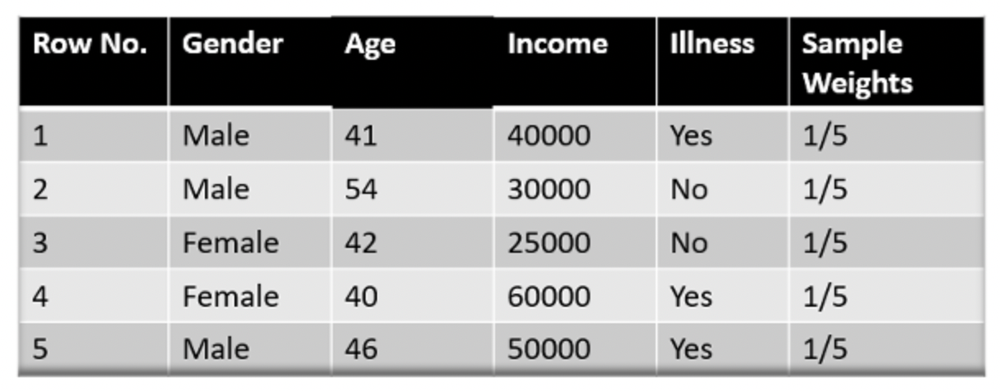 Row No. Gender Age Income Illness Sample
Weights
1 Male 41 40000 Yes 1/5
2 Male 54 30000 No 1/5
3 Female 42 25000 No 1/5
4 Female 40 60000 Yes 1/5
5 Male 46 50000 Yes 1/5